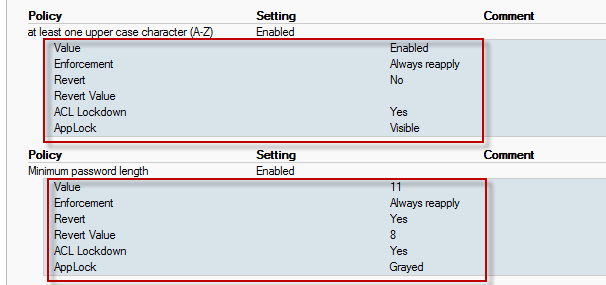 Policy Setting Comment
at least one upper case character (A-Z) Enabled
Value Enabled
Enforcement Always reapply
Revert No
Revert Value
ACL Lockdown Yes
AppLock Visible
Policy Setting Comment
Minimum password length Enabled
Value 11
Enforcement Always reapply
Revert Yes
Revert Value 8
ACL Lockdown Yes
AppLock Grayed